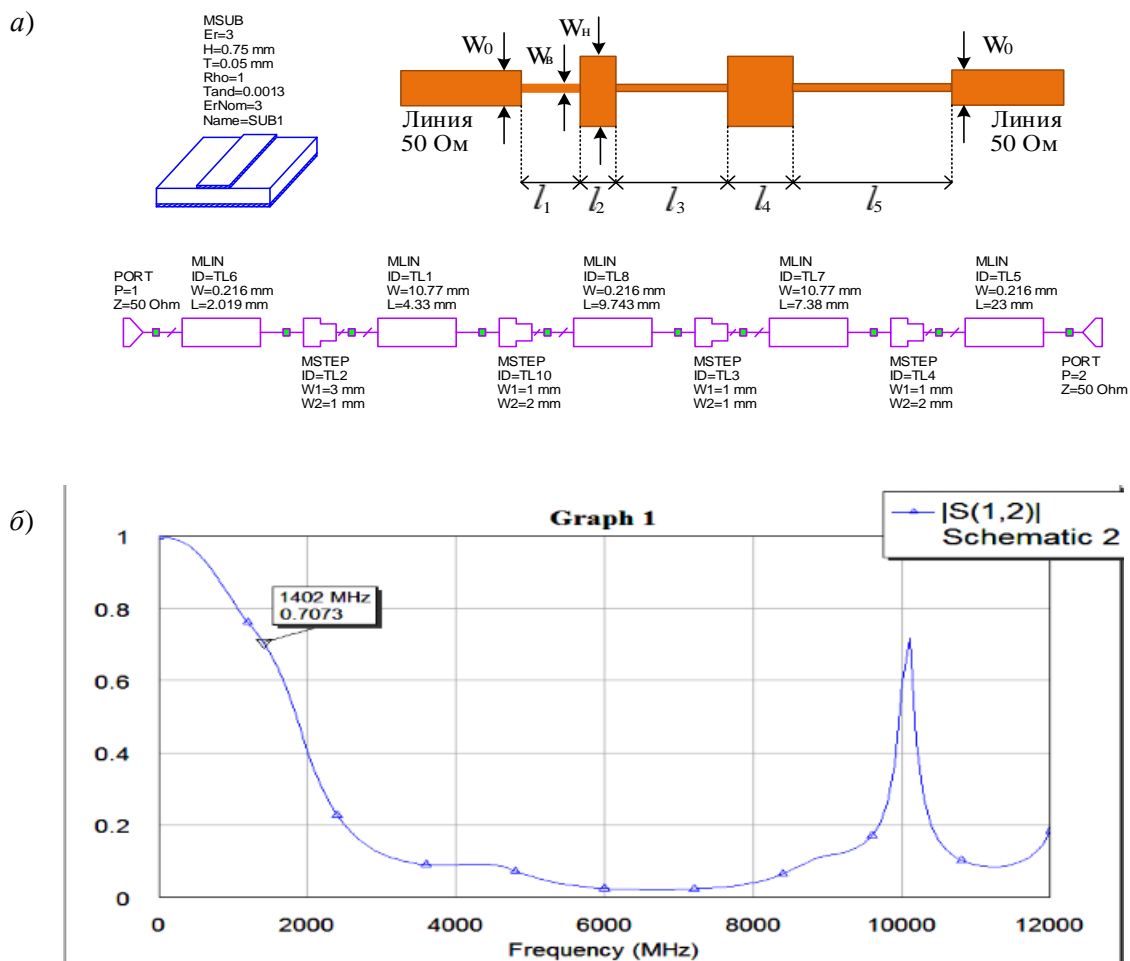 а)
MSUB
Er=3
H=0.75 mm
T=0.05 mm
Rho=1
Tand=0.0013
ErNom=3
Name=SUB1
W0
WВ
WН
W0
Линия
50 Ом
Линия
50 Ом
l1
l2
l3
l4
l5
PORT
P=1
Z=50 Ohm
MLIN
ID=TL6
W=0.216 mm
L=2.019 mm
MLIN
ID=TL1
W=10.77 mm
L=4.33 mm
MLIN
ID=TL8
W=0.216 mm
L=9.743 mm
MLIN
ID=TL7
W=10.77 mm
L=7.38 mm
MLIN
ID=TL5
W=0.216 mm
L=23 mm
MSTEP
ID=TL2
W1=3 mm
W2=1 mm
MSTEP
ID=TL10
W1=1 mm
W2=2 mm
MSTEP
ID=TL3
W1=1 mm
W2=1 mm
MSTEP
ID=TL4
W1=1 mm
W2=2 mm
PORT
P=2
Z=50 Ohm
б)
Graph 1
|S(1,2)|
Schematic 2
1402 MHz
0.7073
1
0.8
0.6
0.4
0.2
0
0 2000 4000 6000 8000 10000 12000
Frequency (MHz)